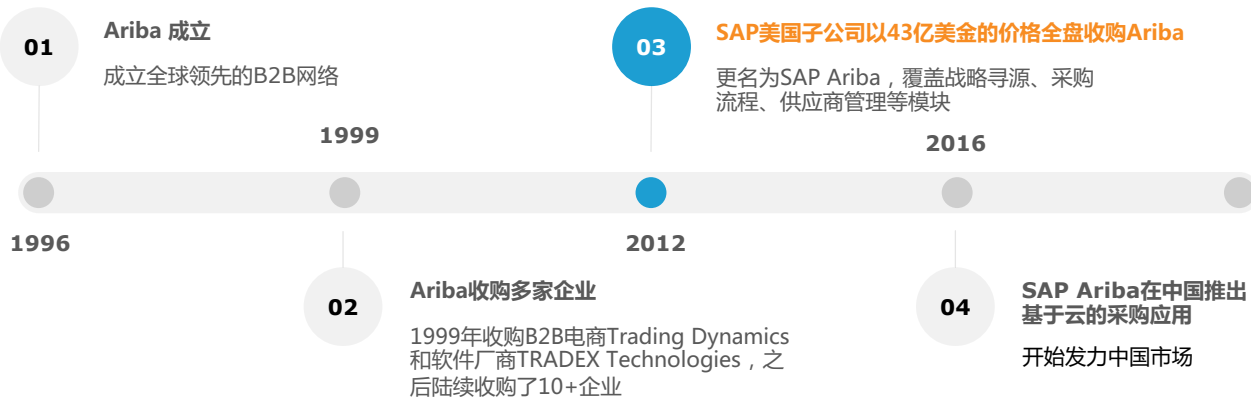 01
Ariba 成立
成立全球领先的B2B网络
03
SAP美国子公司以43亿美金的价格全盘收购Ariba
更名为SAP Ariba，覆盖战略寻源、采购
流程、供应商管理等模块
1999
2016
1996
2012
02
Ariba收购多家企业
1999年收购B2B电商Trading Dynamics
和软件厂商TRADEX Technologies，之
后陆续收购了10+企业
04
SAP Ariba在中国推出
基于云的采购应用
开始发力中国市场